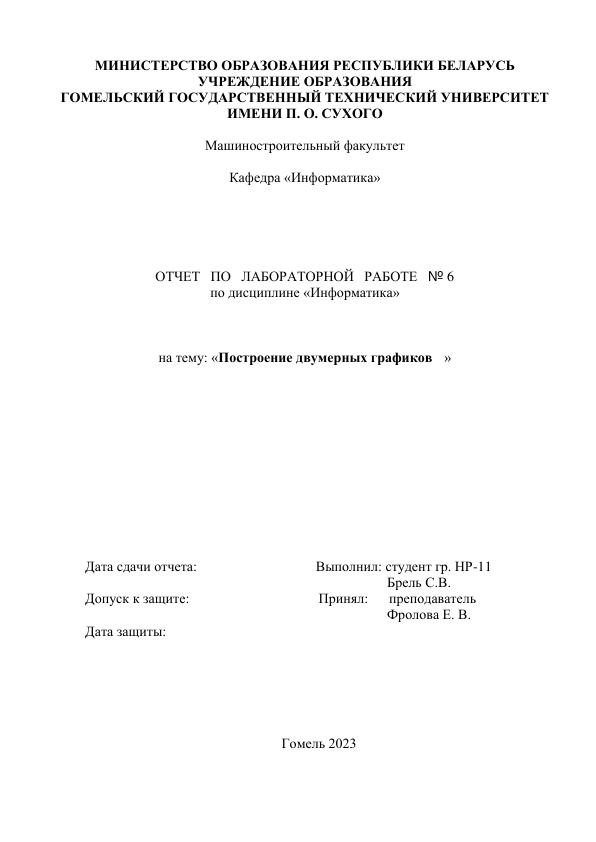 МИНИСТЕРСТВО ОБРАЗОВАНИЯ РЕСПУБЛИКИ БЕЛАРУСЬ
УЧРЕЖДЕНИЕ ОБРАЗОВАНИЯ
ГОМЕЛЬСКИЙ ГОСУДАРСТВЕННЫЙ ТЕХНИЧЕСКИЙ УНИВЕРСИТЕТ
ИМЕНИ П. О. СУХОГО
Машиностроительный факультет
Кафедра «Информатика»
ОТЧЕТ ПО ЛАБОРАТОРНОЙ РАБОТЕ № 6
по дисциплине «Информатика»
на тему: «Построение двумерных графиков »
Дата сдачи отчета: Выполнил: студент гр. НР-11
Брель С.В.
Допуск к защите: Принял: преподаватель
Фролова Е. В.
Дата защиты:
Гомель 2023